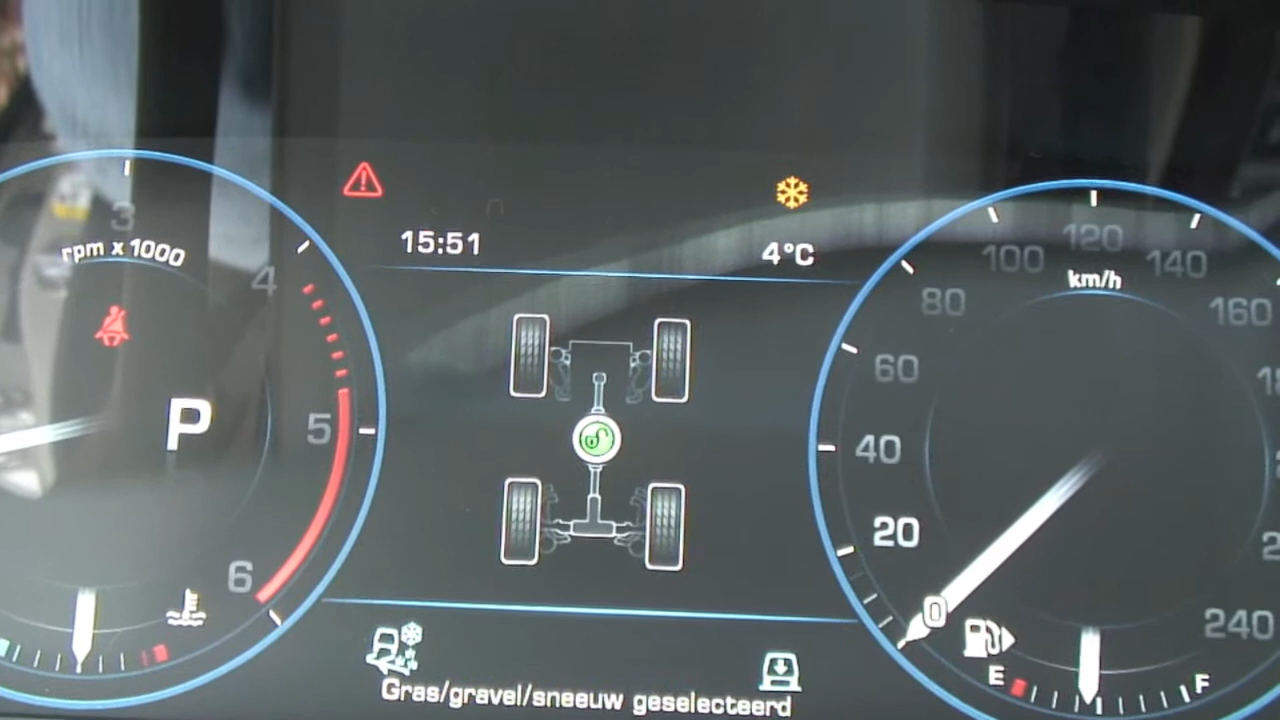 3
rpm x 1000
4
5
6
P
15:51
4°C
20
40
60
80
100
120
140
160
240
km/h
0
E
F
Gras/gravel/sneeuw geselecteerd